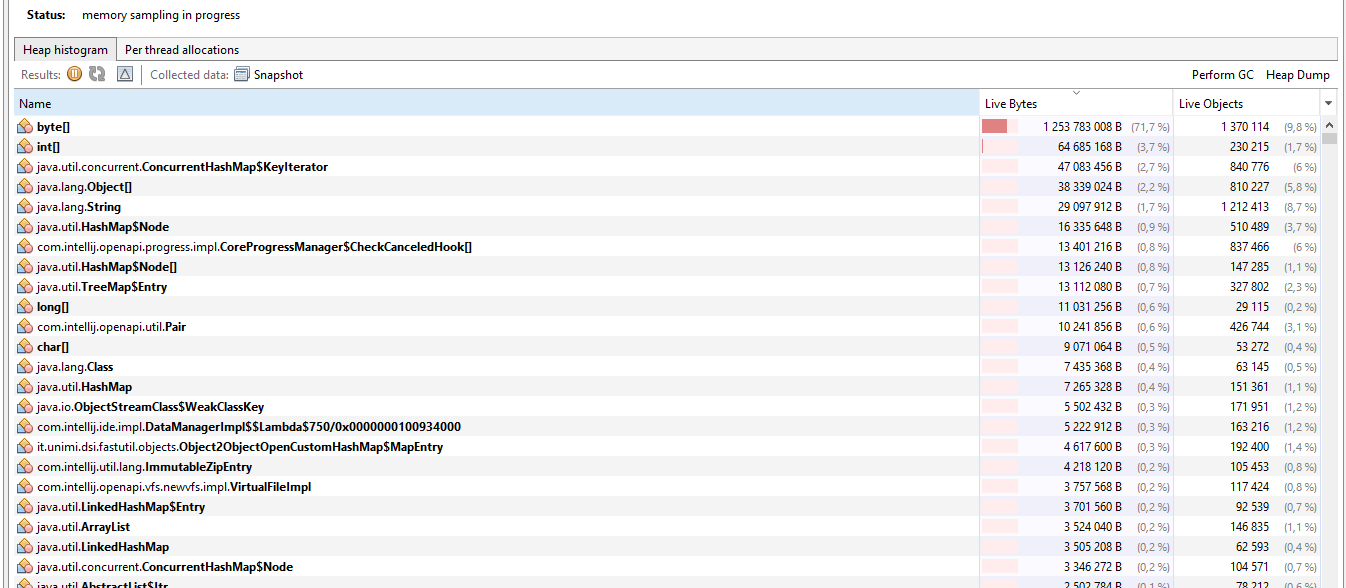 Status: memory sampling in progress
Heap histogram Per thread allocations
Results: Collected data: Snapshot Perform GC Heap Dump
Name Live Bytes Live Objects
byte[] 1 253 783 008 B (71,7 %) 1 370 114 (9,8 %)
int[] 64 685 168 B (3,7 %) 230 215 (1,7 %)
java.util.concurrent.ConcurrentHashMap$KeyIterator 47 083 456 B (2,7 %) 840 776 (6 %)
java.lang.Object[] 38 339 024 B (2,2 %) 810 227 (5,8 %)
java.lang.String 29 097 912 B (1,7 %) 1 212 413 (8,7 %)
java.util.HashMap$Node 16 335 648 B (0,9 %) 510 489 (3,7 %)
com.intellij.openapi.progress.impl.CoreProgressManager$CheckCanceledHook[] 13 401 216 B (0,8 %) 837 466 (6 %)
java.util.HashMap$Node[] 13 126 240 B (0,8 %) 147 285 (1,1 %)
java.util.TreeMap$Entry 13 112 080 B (0,7 %) 327 802 (2,3 %)
long[] 11 031 256 B (0,6 %) 29 115 (0,2 %)
com.intellij.openapi.util.Pair 10 241 856 B (0,6 %) 426 744 (3,1 %)
char[] 9 071 064 B (0,5 %) 53 272 (0,4 %)
java.lang.Class 7 435 368 B (0,4 %) 63 145 (0,5 %)
java.util.HashMap 7 265 328 B (0,4 %) 151 361 (1,1 %)
java.io.ObjectStreamClass$WeakClassKey 5 502 432 B (0,3 %) 171 951 (1,2 %)
com.intellij.ide.impl.DataManagerImpl$$Lambda$750/0x0000000100934000 5 222 912 B (0,3 %) 163 216 (1,2 %)
it.unimi.dsi.fastutil.objects.Object2ObjectOpenCustomHashMap$MapEntry 4 617 600 B (0,3 %) 192 400 (1,4 %)
com.intellij.util.lang.ImmutableZipEntry 4 218 120 B (0,2 %) 105 453 (0,8 %)
com.intellij.openapi.vfs.newvfs.impl.VirtualFileImpl 3 757 568 B (0,2 %) 117 424 (0,8 %)
java.util.LinkedHashMap$Entry 3 701 560 B (0,2 %) 92 539 (0,7 %)
java.util.ArrayList 3 524 040 B (0,2 %) 146 835 (1,1 %)
java.util.LinkedHashMap 3 505 208 B (0,2 %) 62 593 (0,4 %)
java.util.concurrent.ConcurrentHashMap$Node 3 346 272 B (0,2 %) 104 571 (0,7 %)
java.util.AbstractList$Itr 2 502 784 B (0,1 %) 78 212 (0,6 %)